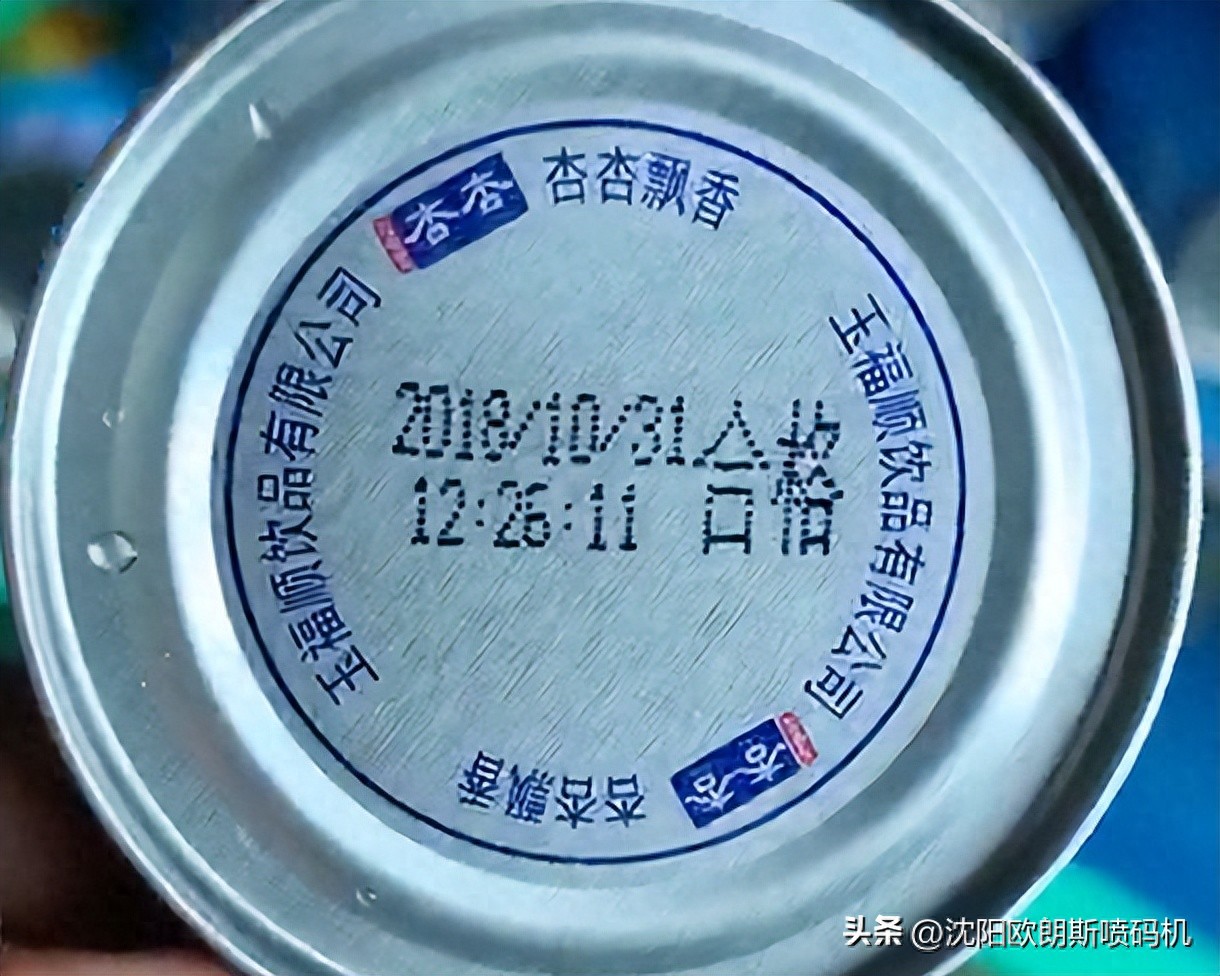 杏杏飘香
杏杏
玉福顺饮品有限公司
玉福顺饮品有限公司
2018/10/31 合格
12:26:11
杏杏
杏杏飘香
头条 @沈阳欧朗斯喷码机